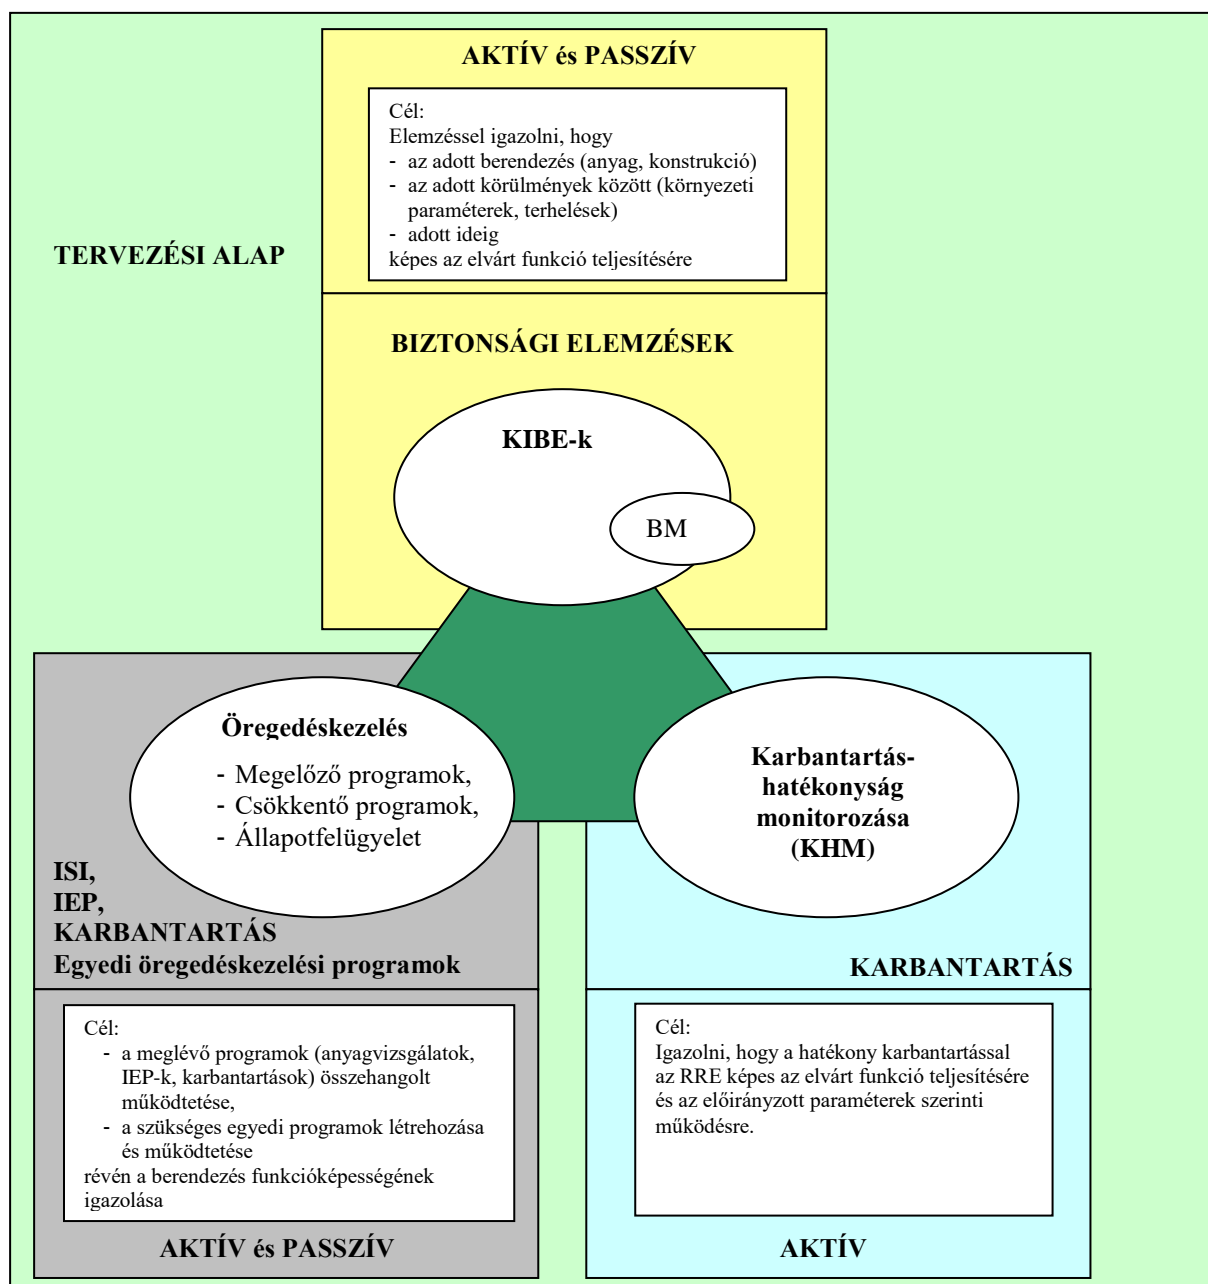 AKTÍV és PASSZÍV
Cél:
Elemzéssel igazolni, hogy
- az adott berendezés (anyag, konstrukció)
- az adott körülmények között (környezeti
paraméterek, terhelések)
- adott ideig
képes az elvárt funkció teljesítésére
TERVEZÉSI ALAP
BIZTONSÁGI ELEMZÉSEK
KIBE-k
BM
Öregedéskezelés
- Megelőző programok,
- Csökkentő programok,
- Állapotfelügyelet
ISI,
IEP,
KARBANTARTÁS
Egyedi öregedéskezelési programok
Karbantartás-
hatékonyság
monitorozása
(KHM)
KARBANTARTÁS
Cél:
- a meglévő programok (anyagvizsgálatok,
IEP-k, karbantartások) összehangolt
működtetése,
- a szükséges egyedi programok létrehozása
és működtetése
révén a berendezés funkcióképességének
igazolása
AKTÍV és PASSZÍV
Cél:
Igazolni, hogy a hatékony karbantartással
az RRE képes az elvárt funkció teljesítésére
és az előirányzott paraméterek szerinti
működésre.
AKTÍV